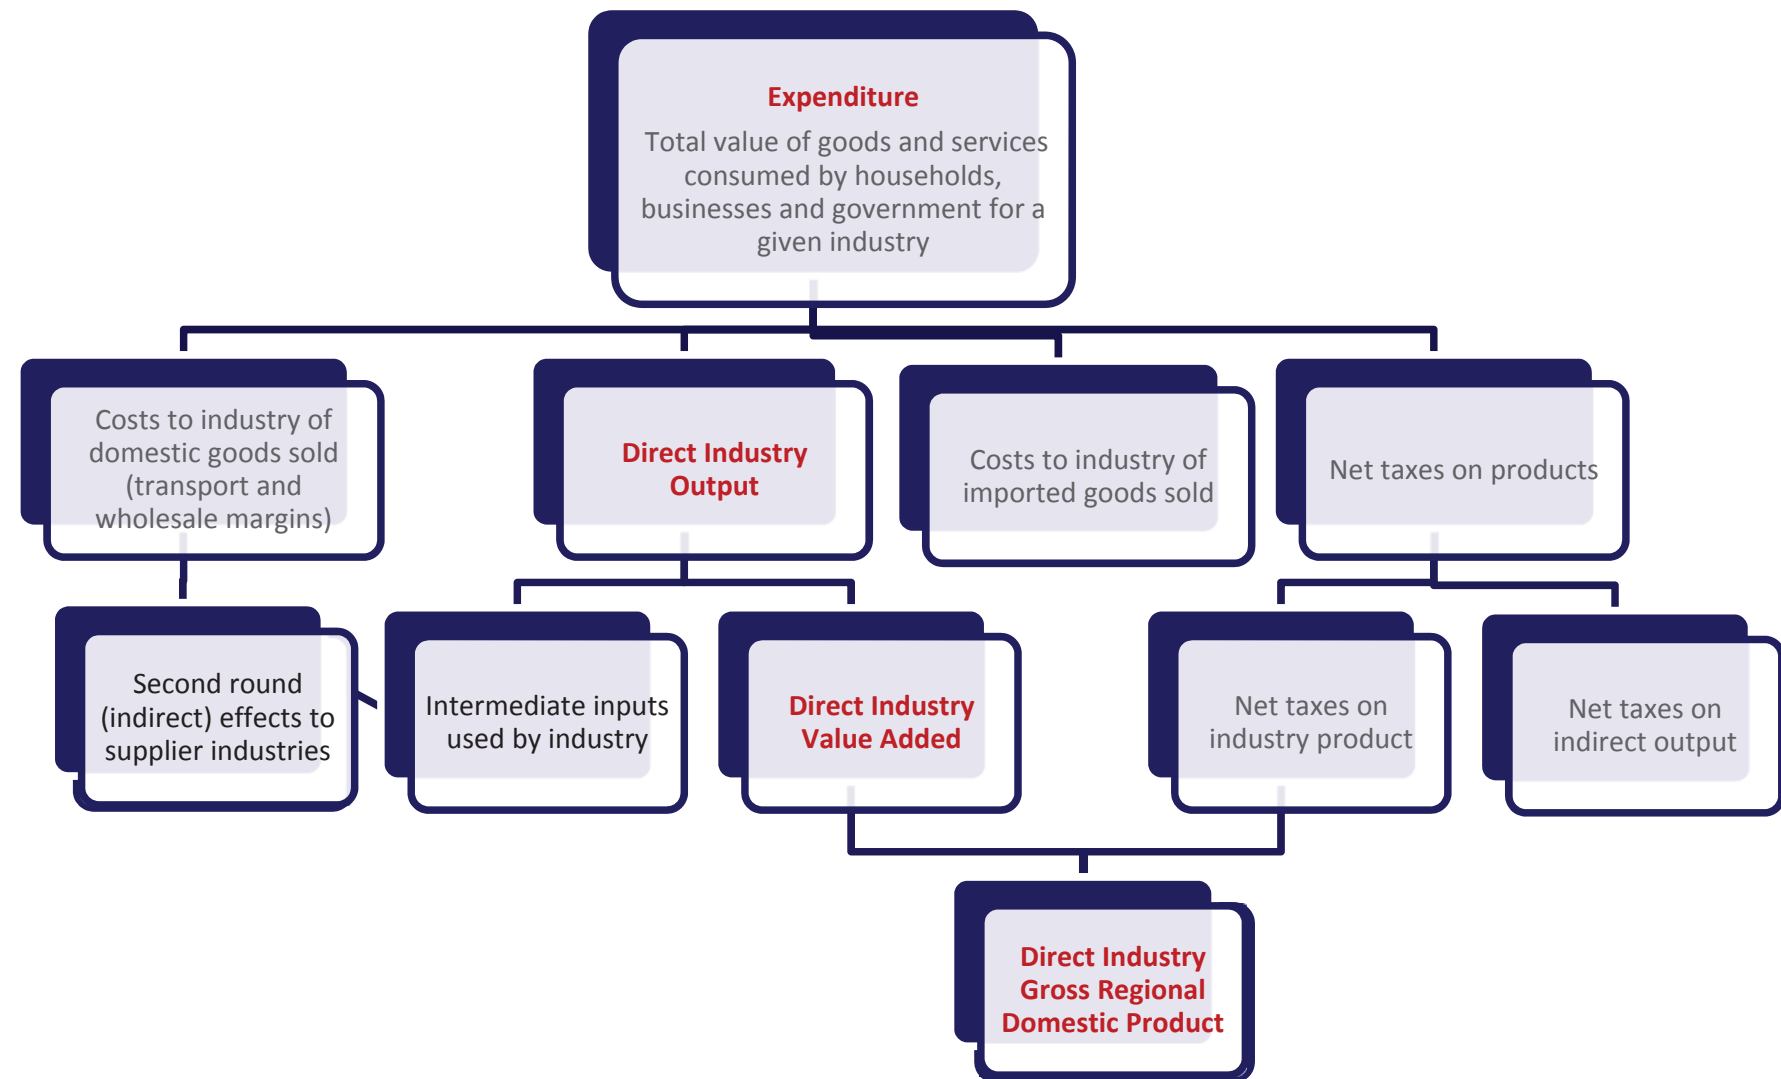 Expenditure
Total value of goods and services
consumed by households,
businesses and government for a
given industry
Costs to industry of
domestic goods sold
(transport and
wholesale margins)
Direct Industry
Output
Costs to industry of
imported goods sold
Net taxes on products
Second round
(indirect) effects to
supplier industries
Intermediate inputs
used by industry
Direct Industry
Value Added
Net taxes on
industry product
Net taxes on
indirect output
Direct Industry
Gross Regional
Domestic Product